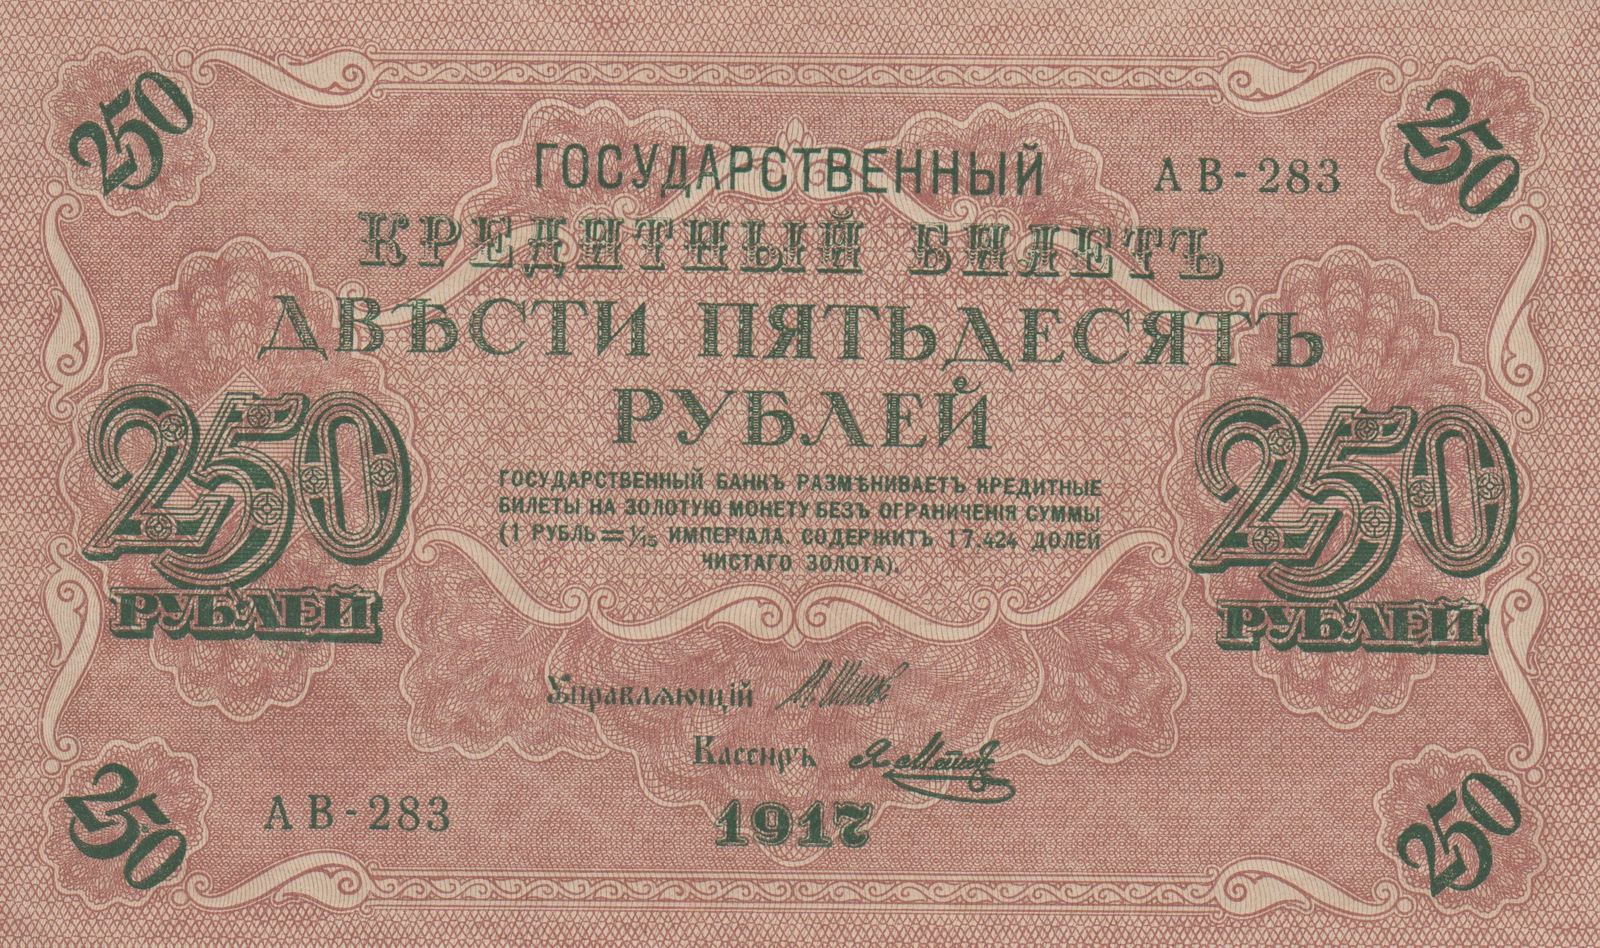 250
250
ГОСУДАРСТВЕННЫЙ
АВ-283
КРЕДИТНЫЙ БИЛЕТЪ
ДВѢСТИ ПЯТЬДЕСЯТЪ
РУБЛЕЙ
250
РУБЛЕЙ
250
РУБЛЕЙ
ГОСУДАРСТВЕННЫЙ БАНКЪ РАЗМѢНИВАЕТЪ КРЕДИТНЫЕ
БИЛЕТЫ НА ЗОЛОТУЮ МОНЕТУ БЕЗЪ ОГРАНИЧЕНІЯ СУММЫ
(1 РУБЛЬ = 1/15 ИМПЕРІАЛА, СОДЕРЖИТЪ 17,424 ДОЛЕЙ
ЧИСТАГО ЗОЛОТА).
Управляющій
Кассиръ
АВ-283
1917
250
250